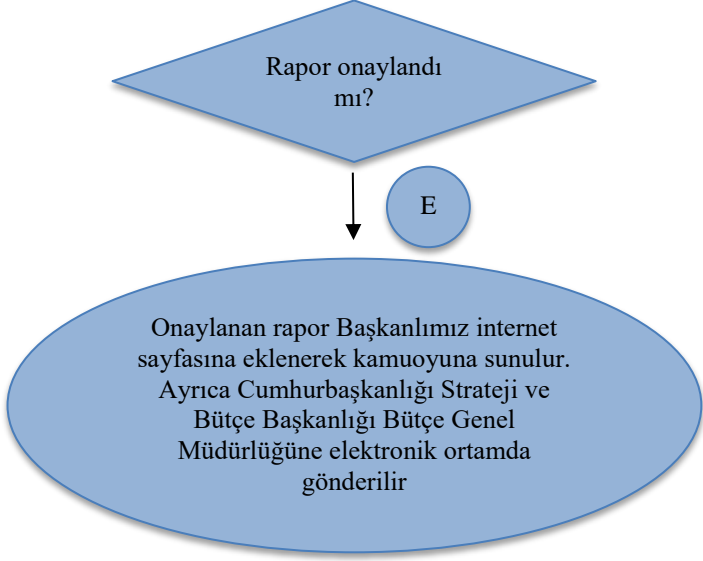 Rapor onaylandı
mı?
E
Onaylanan rapor Başkanlımız internet
sayfasına eklenerek kamuoyuna sunulur.
Ayrıca Cumhurbaşkanlığı Strateji ve
Bütçe Başkanlığı Bütçe Genel
Müdürlüğüne elektronik ortamda
gönderilir